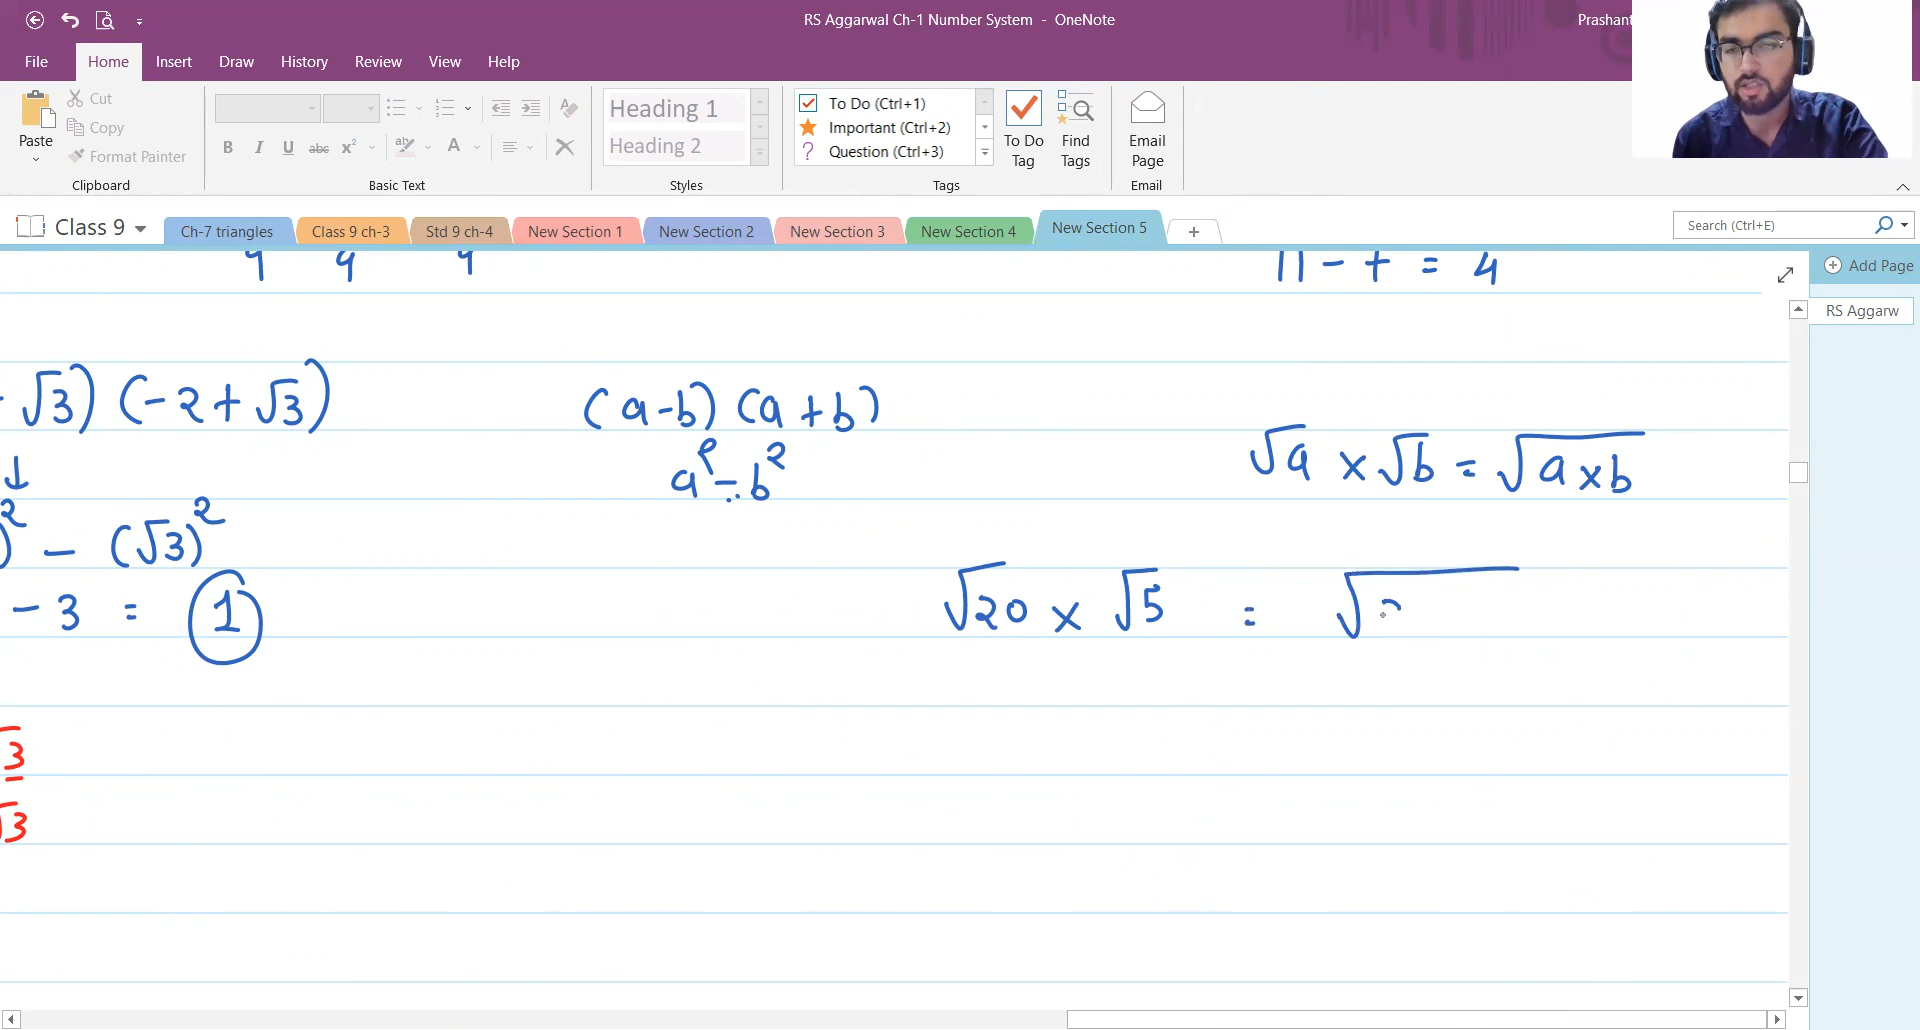 RS Aggarwal Ch-1 Number System - OneNote
Prashant
File Home Insert Draw History Review View Help
Paste Cut Copy Format Painter Clipboard
B I U abc x² ab A Basic Text
Heading 1
Heading 2
Styles
To Do (Ctrl+1)
Important (Ctrl+2)
Question (Ctrl+3)
Tags
To Do Tag
Find Tags
Email Page
Email
Class 9 Ch-7 triangles Class 9 ch-3 Std 9 ch-4 New Section 1 New Section 2 New Section 3 New Section 4 New Section 5 +
Search (Ctrl+E)
Add Page
RS Aggarw
11 - 7 = 4
√3) (-2 + √3)
(a-b) (a+b)
a² - b²
√a × √b = √a×b
)² - (√3)²
- 3 = 1
√20 × √5 = √
√3
√3